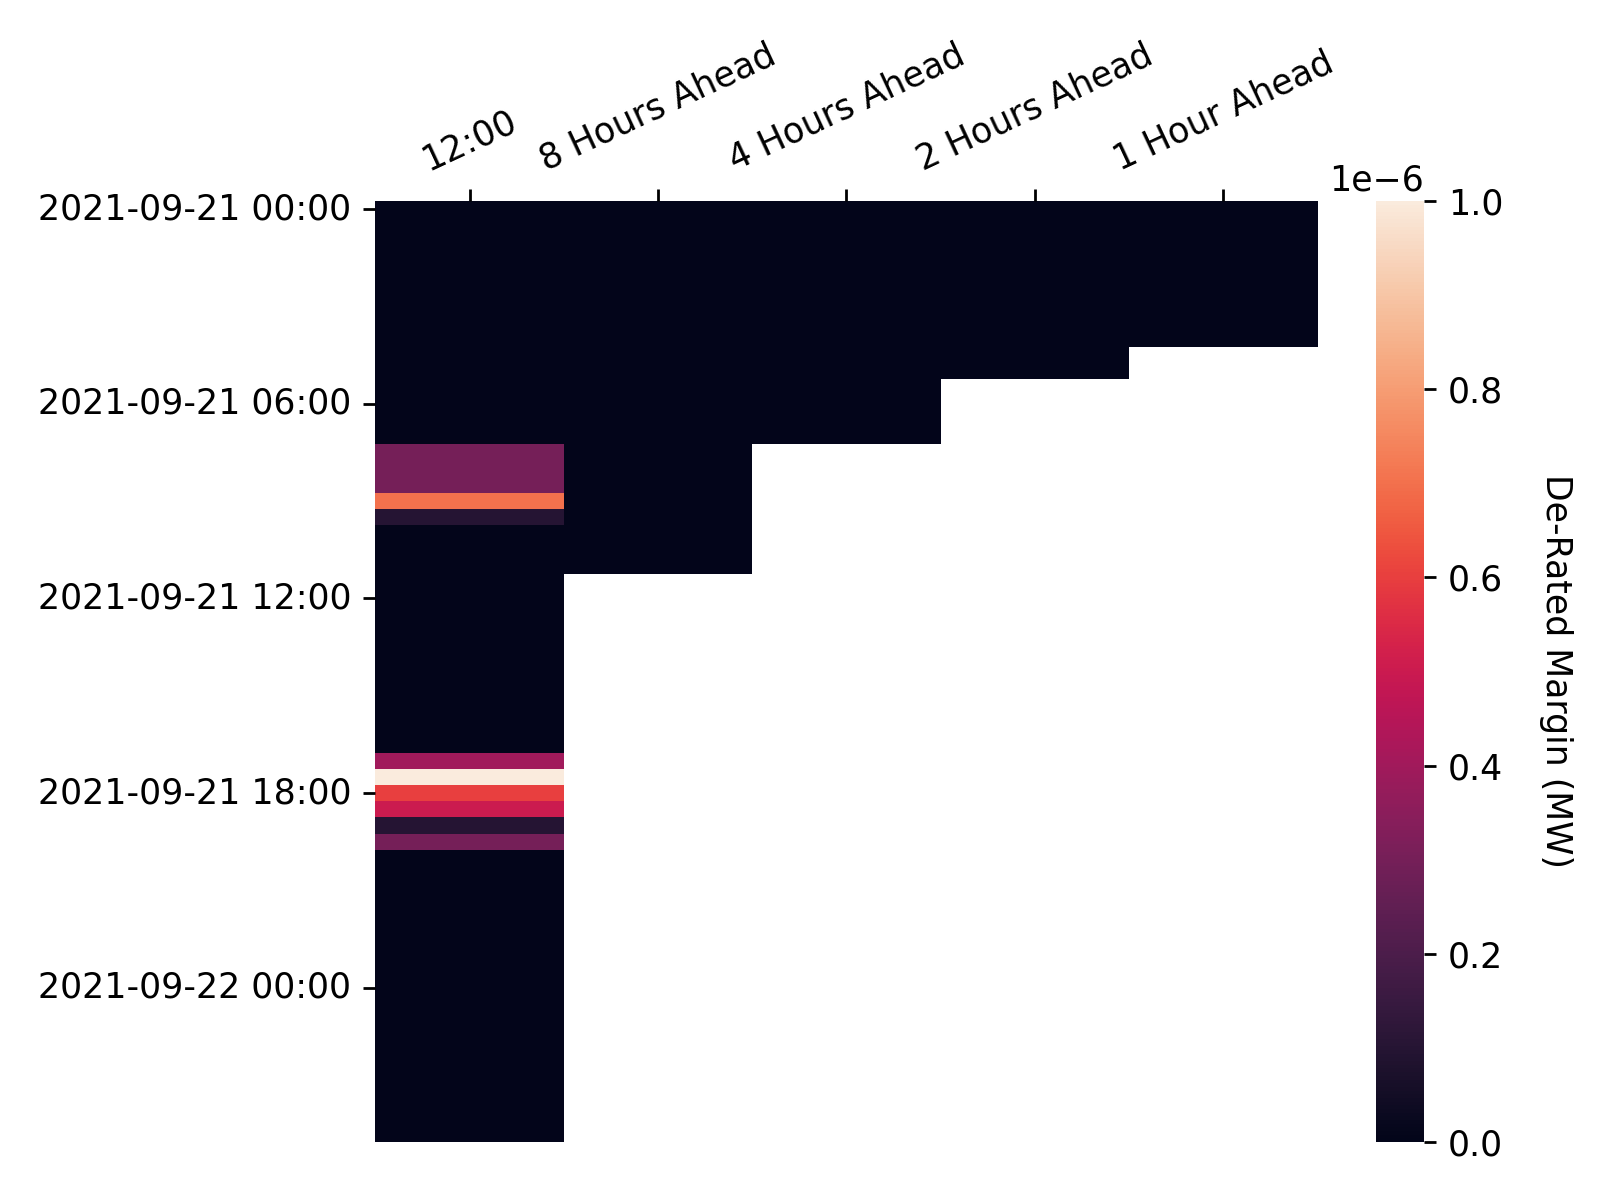 12:00
8 Hours Ahead
4 Hours Ahead
2 Hours Ahead
1 Hour Ahead
1e−6
2021-09-21 00:00
2021-09-21 06:00
2021-09-21 12:00
2021-09-21 18:00
2021-09-22 00:00
1.0
0.8
0.6
0.4
0.2
0.0
De-Rated Margin (MW)